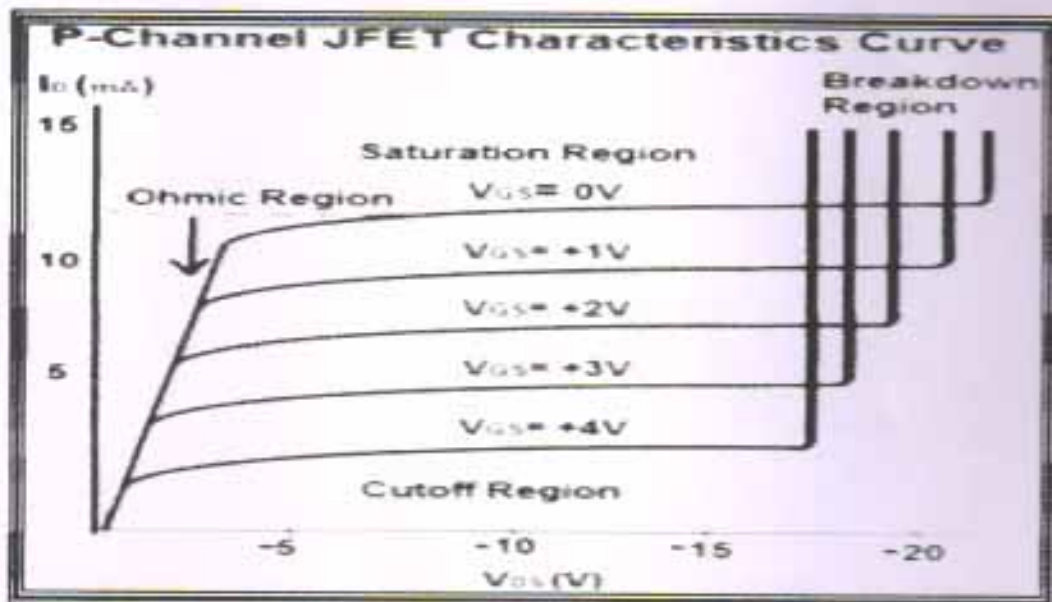 P-Channel JFET Characteristics Curve
ID (mA)
Breakdown
Region
15
Saturation Region
VGS= 0V
Ohmic Region
10
VGS= +1V
VGS= +2V
5
VGS= +3V
VGS= +4V
Cutoff Region
-5
-10
-15
-20
VDS(V)